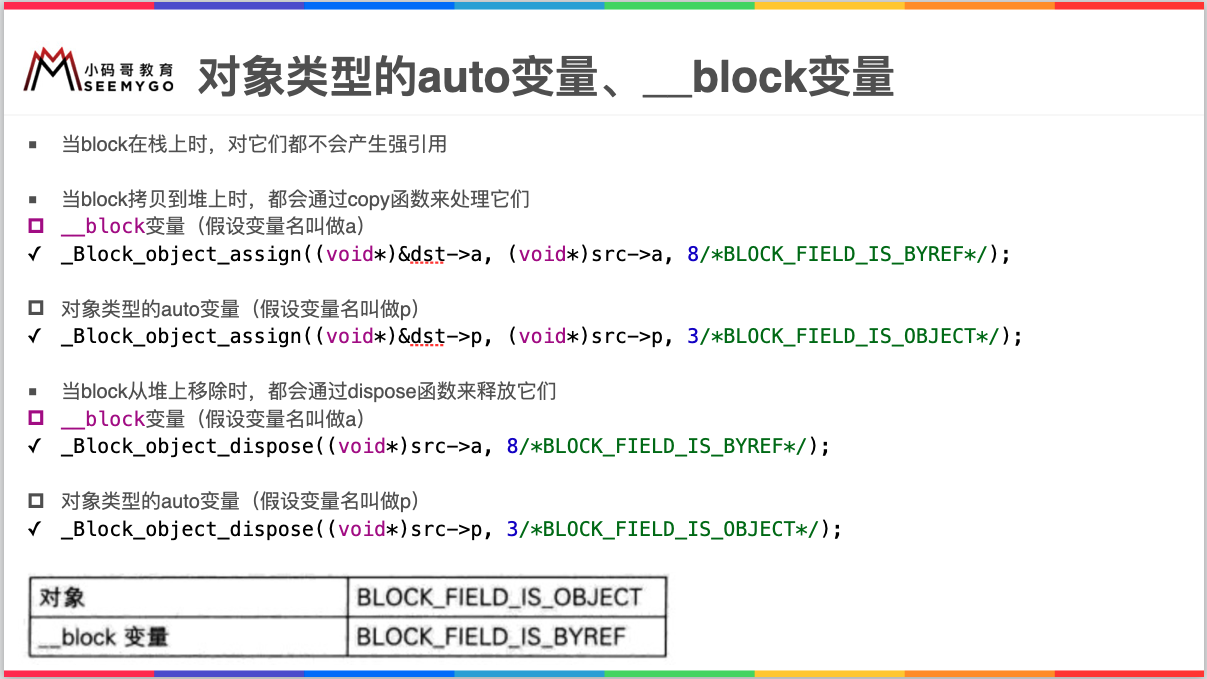 小码哥教育
SEEMYGO
对象类型的auto变量、__block变量
▪ 当block在栈上时，对它们都不会产生强引用
▪ 当block拷贝到堆上时，都会通过copy函数来处理它们
__block变量（假设变量名叫做a）
✓ _Block_object_assign((void*)&dst->a, (void*)src->a, 8/*BLOCK_FIELD_IS_BYREF*/);
对象类型的auto变量（假设变量名叫做p）
✓ _Block_object_assign((void*)&dst->p, (void*)src->p, 3/*BLOCK_FIELD_IS_OBJECT*/);
▪ 当block从堆上移除时，都会通过dispose函数来释放它们
__block变量（假设变量名叫做a）
✓ _Block_object_dispose((void*)src->a, 8/*BLOCK_FIELD_IS_BYREF*/);
对象类型的auto变量（假设变量名叫做p）
✓ _Block_object_dispose((void*)src->p, 3/*BLOCK_FIELD_IS_OBJECT*/);
对象 BLOCK_FIELD_IS_OBJECT
__block 变量 BLOCK_FIELD_IS_BYREF